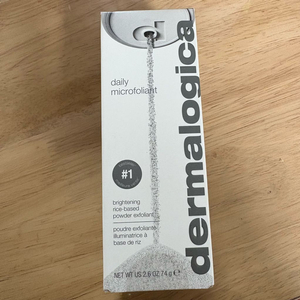 daily
microfoliant
#1
brightening
rice-based
powder exfoliant
poudre exfoliante
illuminatrice à
base de riz
NET WT US 2.6 OZ 74 g e
dermalogica